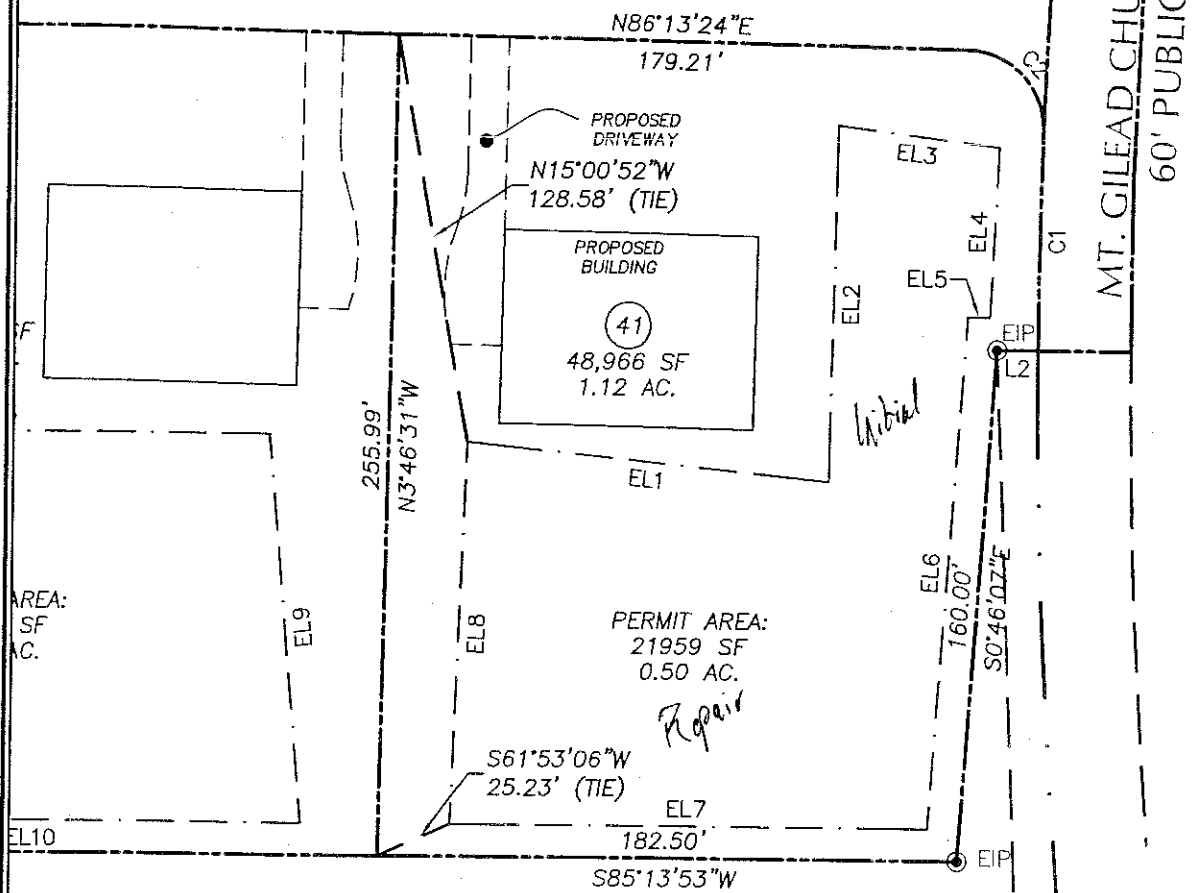 N86°13'24"E
179.21'
C2
MT. GILEAD CHU
60' PUBLIC
PROPOSED
DRIVEWAY
N15°00'52"W
128.58' (TIE)
EL3
EL4
C1
PROPOSED
BUILDING
EL5
EL2
41
48,966 SF
1.12 AC.
EIP
L2
SF
255.99'
N3°46'31"W
Initial
EL1
EL6
160.00'
S0°46'07"E
AREA:
SF
AC.
EL9
EL8
PERMIT AREA:
21959 SF
0.50 AC.
Repair
S61°53'06"W
25.23' (TIE)
EL7
EL10
182.50'
EIP
S85°13'53"W